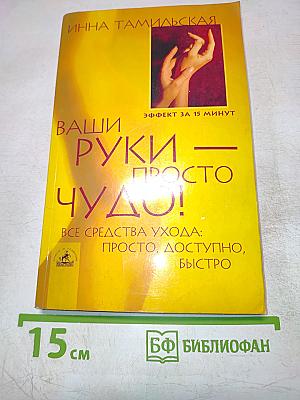 ИННА ТАМИЛЬСКАЯ
ЭФФЕКТ ЗА 15 МИНУТ
ВАШИ
РУКИ —
ПРОСТО
ЧУДО!
ВСЕ СРЕДСТВА УХОДА:
ПРОСТО, ДОСТУПНО,
БЫСТРО
15 см
БФ БИБЛИОФАН